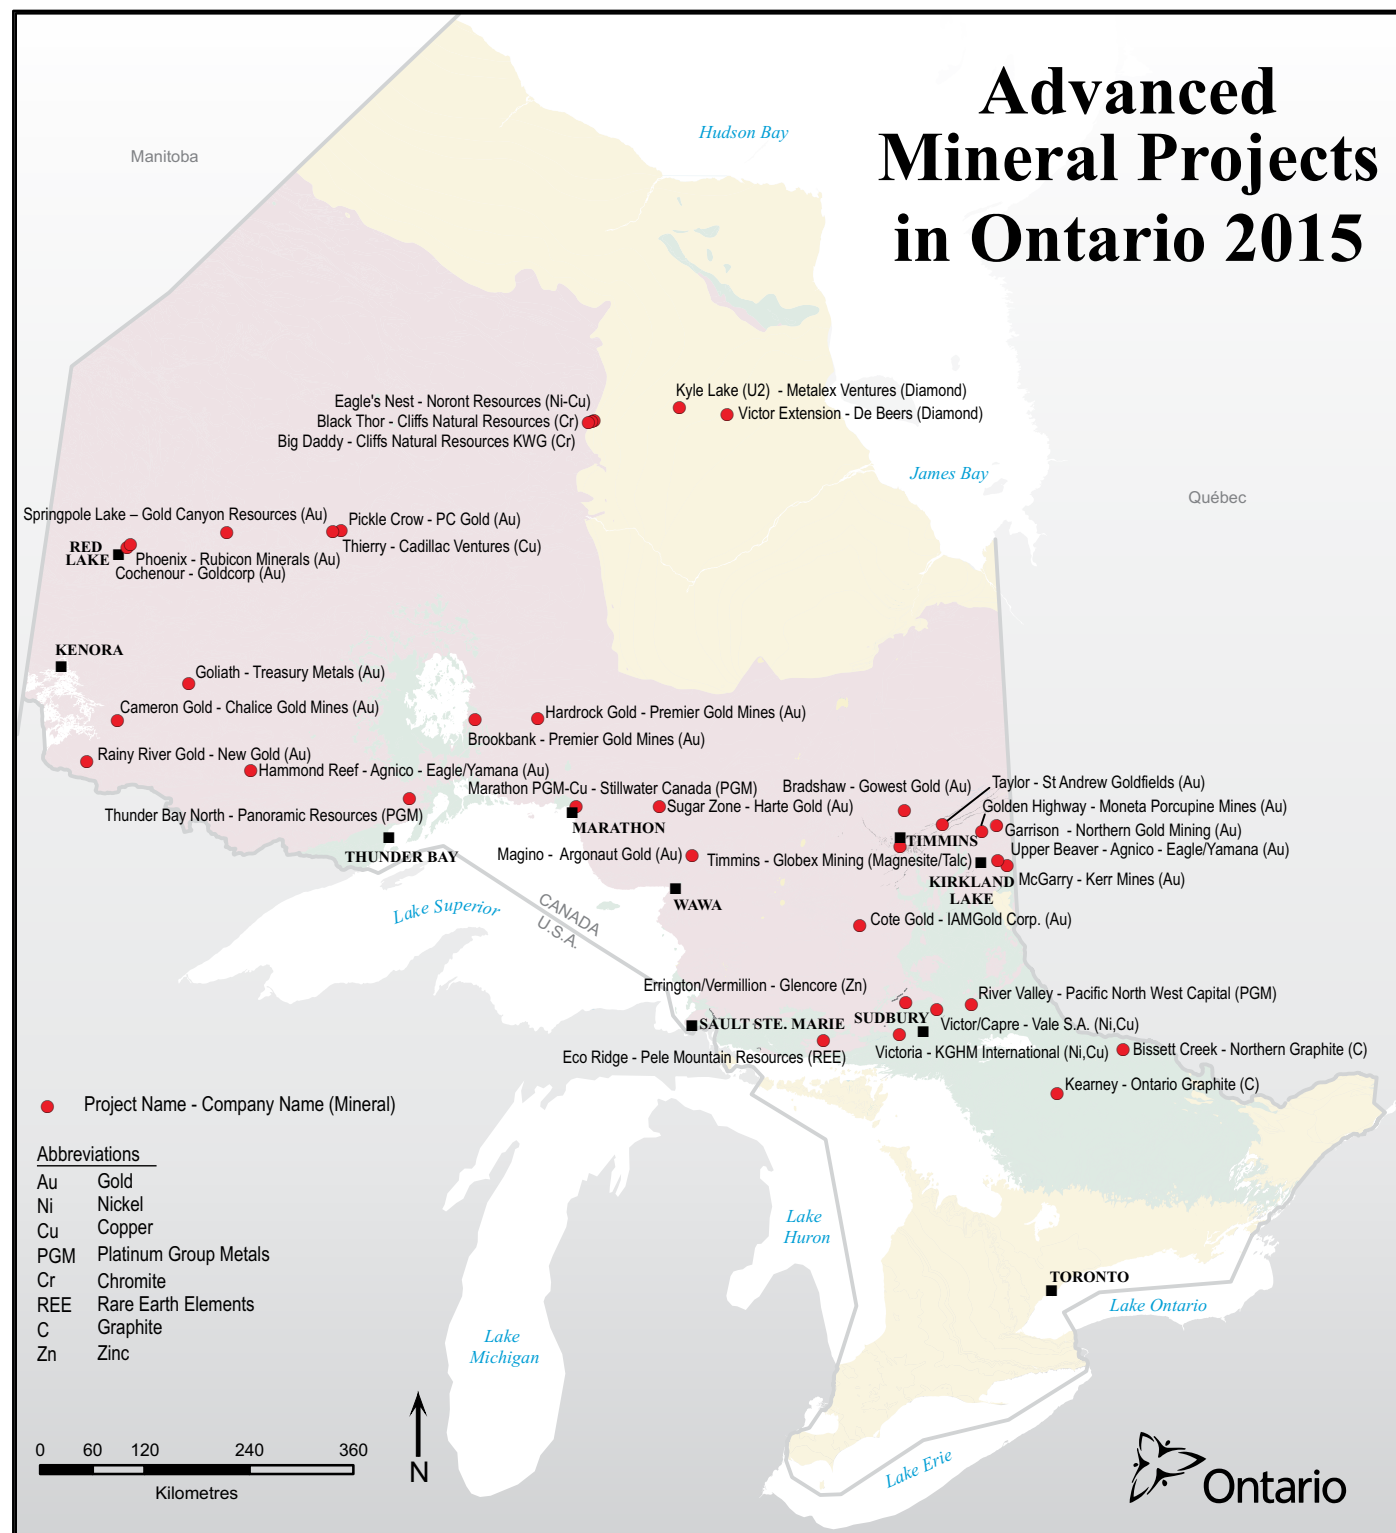 Advanced
Mineral Projects
in Ontario 2015
Hudson Bay
Manitoba
Kyle Lake (U2)  - Metalex Ventures (Diamond)
Eagle's Nest - Noront Resources (Ni-Cu)
Victor Extension - De Beers (Diamond)
Black Thor - Cliffs Natural Resources (Cr)
Big Daddy - Cliffs Natural Resources KWG (Cr)
James Bay
Québec
Springpole Lake – Gold Canyon Resources (Au)
Pickle Crow - PC Gold (Au)
RED
LAKE
Thierry - Cadillac Ventures (Cu)
Phoenix - Rubicon Minerals (Au)
Cochenour - Goldcorp (Au)
KENORA
Goliath - Treasury Metals (Au)
Cameron Gold - Chalice Gold Mines (Au)
Hardrock Gold - Premier Gold Mines (Au)
Brookbank - Premier Gold Mines (Au)
Rainy River Gold - New Gold (Au)
Hammond Reef - Agnico - Eagle/Yamana (Au)
Marathon PGM-Cu - Stillwater Canada (PGM)
Bradshaw - Gowest Gold (Au)
Taylor - St Andrew Goldfields (Au)
Sugar Zone - Harte Gold (Au)
Golden Highway - Moneta Porcupine Mines (Au)
Thunder Bay North - Panoramic Resources (PGM)
MARATHON
Garrison  - Northern Gold Mining (Au)
TIMMINS
THUNDER BAY
Magino - Argonaut Gold (Au)
Timmins - Globex Mining (Magnesite/Talc)
Upper Beaver - Agnico - Eagle/Yamana (Au)
KIRKLAND
LAKE
McGarry - Kerr Mines (Au)
WAWA
Lake Superior
CANADA
U.S.A.
Cote Gold - IAMGold Corp. (Au)
Errington/Vermillion - Glencore (Zn)
River Valley - Pacific North West Capital (PGM)
SUDBURY
SAULT STE. MARIE
Victor/Capre - Vale S.A. (Ni,Cu)
Eco Ridge - Pele Mountain Resources (REE)
Victoria - KGHM International (Ni,Cu)
Bissett Creek - Northern Graphite (C)
Kearney - Ontario Graphite (C)
Project Name - Company Name (Mineral)
Abbreviations
Au Gold
Ni Nickel
Cu Copper
PGM Platinum Group Metals
Cr Chromite
REE Rare Earth Elements
C Graphite
Zn Zinc
Lake
Huron
TORONTO
Lake Ontario
Lake
Michigan
Lake Erie
0 60 120 240 360
Kilometres
N
Ontario